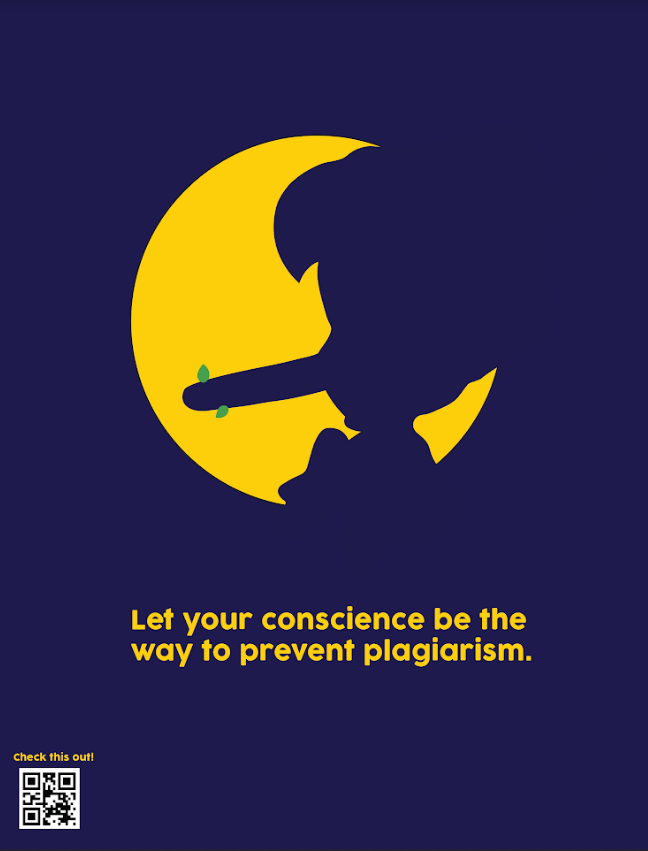 Let your conscience be the
way to prevent plagiarism.
Check this out!